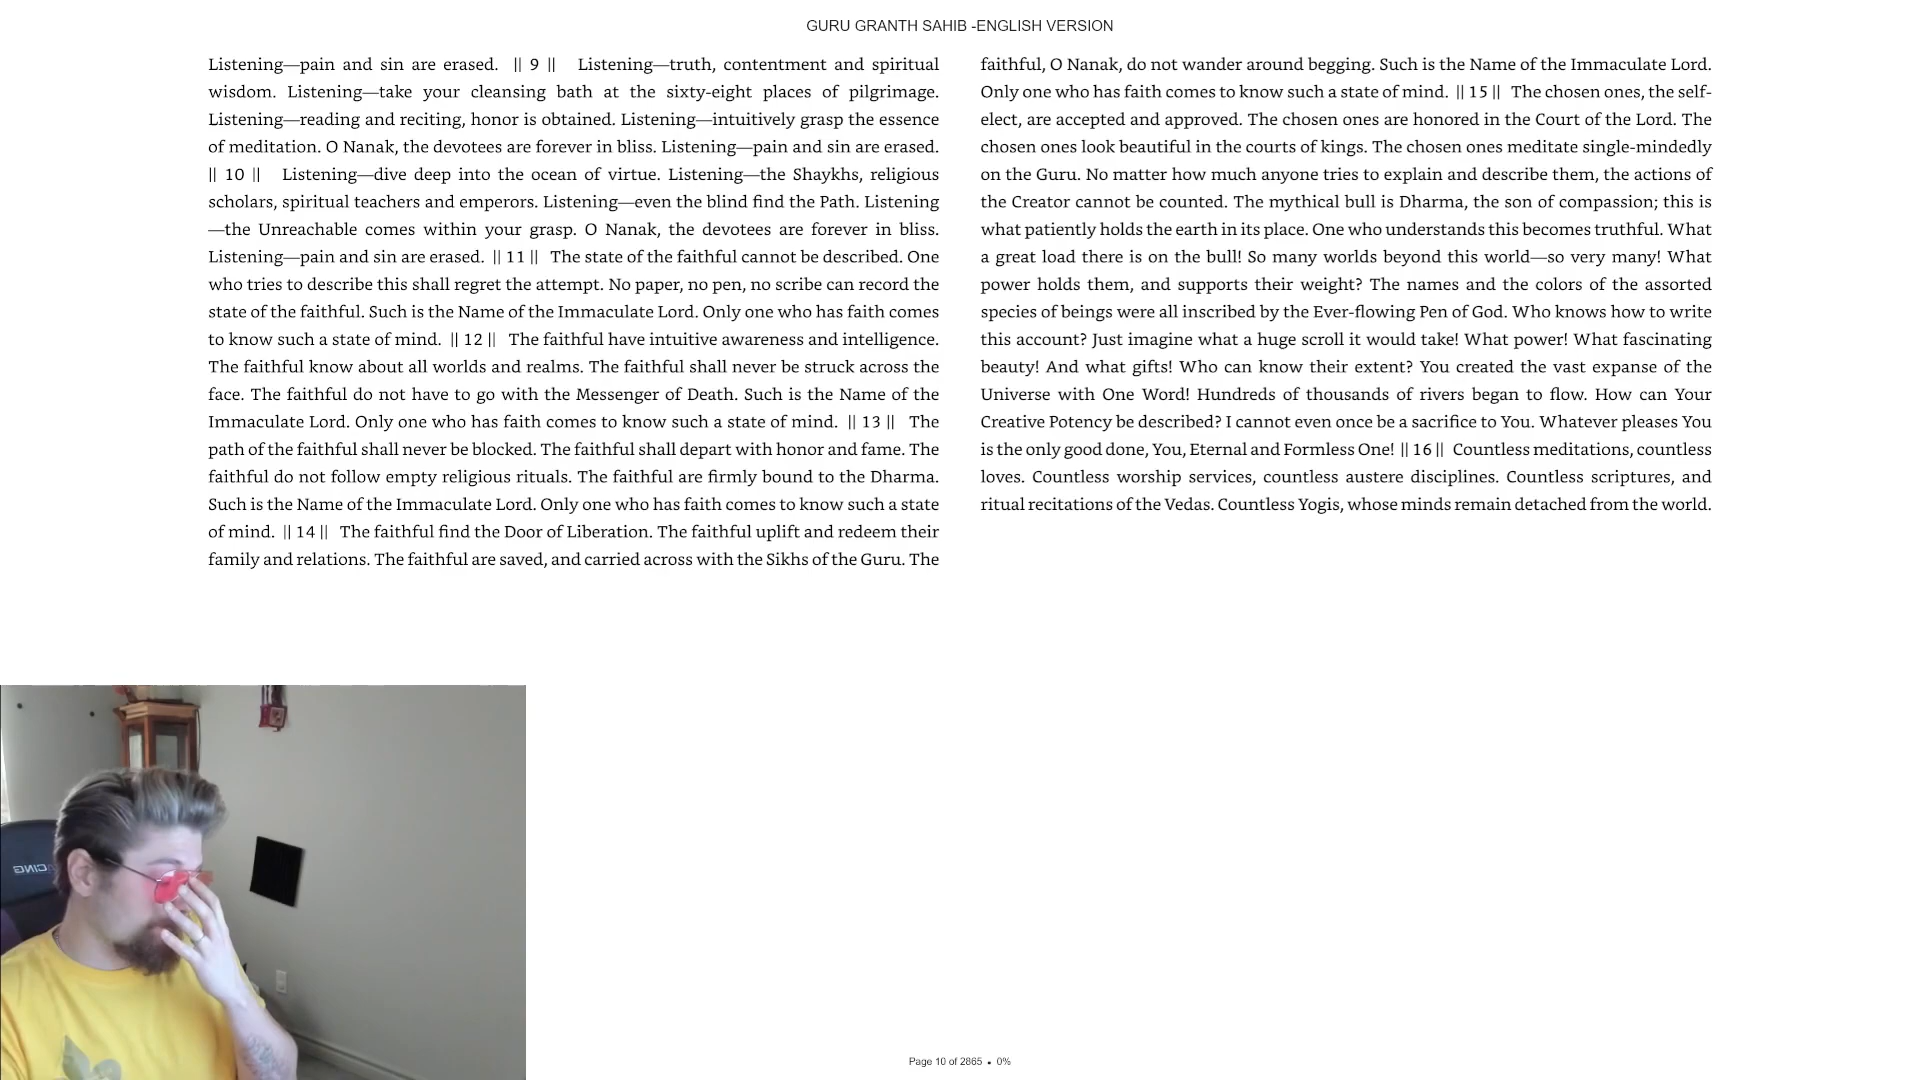 GURU GRANTH SAHIB -ENGLISH VERSION
Listening—pain and sin are erased. || 9 || Listening—truth, contentment and spiritual
wisdom. Listening—take your cleansing bath at the sixty-eight places of pilgrimage.
Listening—reading and reciting, honor is obtained. Listening—intuitively grasp the essence
of meditation. O Nanak, the devotees are forever in bliss. Listening—pain and sin are erased.
|| 10 || Listening—dive deep into the ocean of virtue. Listening—the Shaykhs, religious
scholars, spiritual teachers and emperors. Listening—even the blind find the Path. Listening
—the Unreachable comes within your grasp. O Nanak, the devotees are forever in bliss.
Listening—pain and sin are erased. || 11 || The state of the faithful cannot be described. One
who tries to describe this shall regret the attempt. No paper, no pen, no scribe can record the
state of the faithful. Such is the Name of the Immaculate Lord. Only one who has faith comes
to know such a state of mind. || 12 || The faithful have intuitive awareness and intelligence.
The faithful know about all worlds and realms. The faithful shall never be struck across the
face. The faithful do not have to go with the Messenger of Death. Such is the Name of the
Immaculate Lord. Only one who has faith comes to know such a state of mind. || 13 || The
path of the faithful shall never be blocked. The faithful shall depart with honor and fame. The
faithful do not follow empty religious rituals. The faithful are firmly bound to the Dharma.
Such is the Name of the Immaculate Lord. Only one who has faith comes to know such a state
of mind. || 14 || The faithful find the Door of Liberation. The faithful uplift and redeem their
family and relations. The faithful are saved, and carried across with the Sikhs of the Guru. The
faithful, O Nanak, do not wander around begging. Such is the Name of the Immaculate Lord.
Only one who has faith comes to know such a state of mind. || 15 || The chosen ones, the self-
elect, are accepted and approved. The chosen ones are honored in the Court of the Lord. The
chosen ones look beautiful in the courts of kings. The chosen ones meditate single-mindedly
on the Guru. No matter how much anyone tries to explain and describe them, the actions of
the Creator cannot be counted. The mythical bull is Dharma, the son of compassion; this is
what patiently holds the earth in its place. One who understands this becomes truthful. What
a great load there is on the bull! So many worlds beyond this world—so very many! What
power holds them, and supports their weight? The names and the colors of the assorted
species of beings were all inscribed by the Ever-flowing Pen of God. Who knows how to write
this account? Just imagine what a huge scroll it would take! What power! What fascinating
beauty! And what gifts! Who can know their extent? You created the vast expanse of the
Universe with One Word! Hundreds of thousands of rivers began to flow. How can Your
Creative Potency be described? I cannot even once be a sacrifice to You. Whatever pleases You
is the only good done, You, Eternal and Formless One! || 16 || Countless meditations, countless
loves. Countless worship services, countless austere disciplines. Countless scriptures, and
ritual recitations of the Vedas. Countless Yogis, whose minds remain detached from the world.
Page 10 of 2865 • 0%